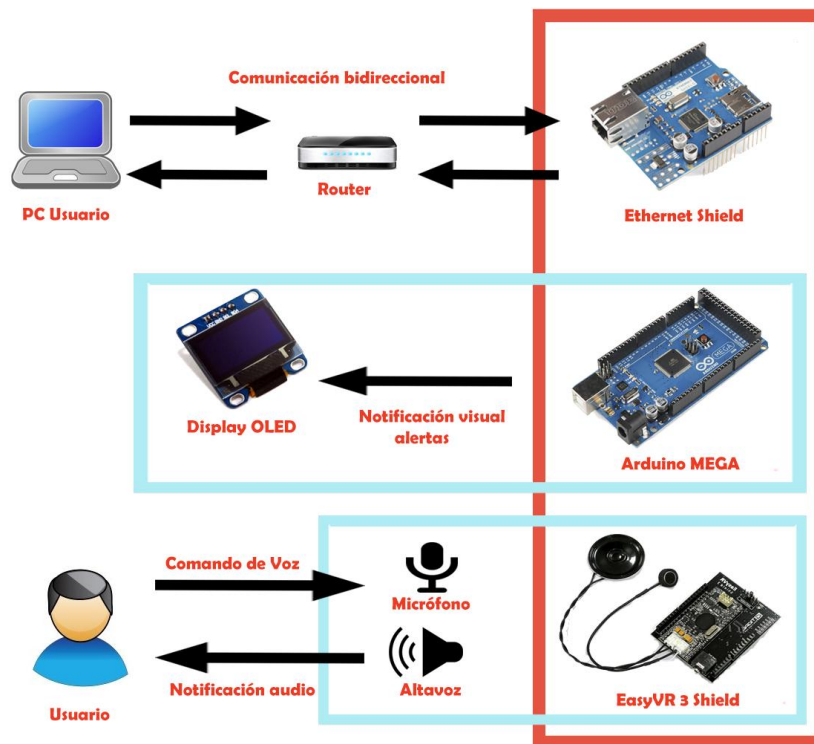 Comunicación bidireccional
PC Usuario
Router
Ethernet Shield
Display OLED
Notificación visual
alertas
MEGA
Arduino MEGA
Comando de Voz
Micrófono
Notificación audio
Altavoz
Usuario
EasyVR 3 Shield